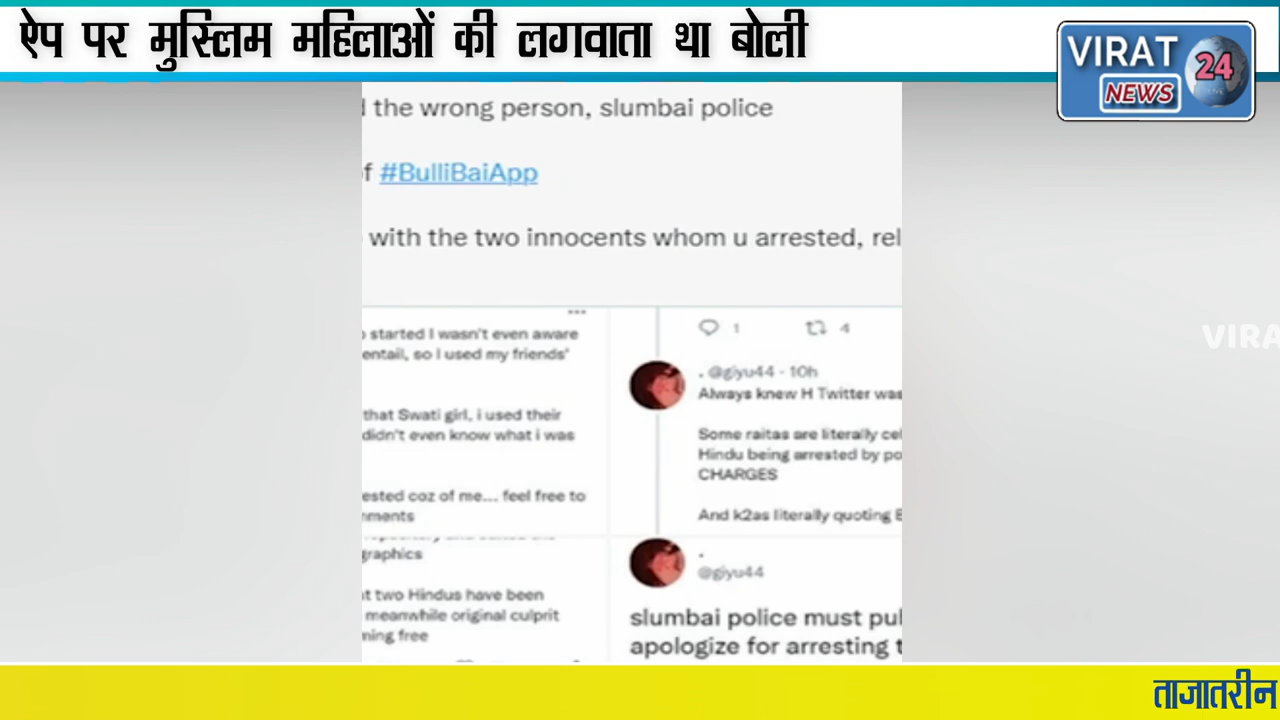 ऐप पर मुस्लिम महिलाओं की लगवाता था बोली
VIRAT
24
NEWS
the wrong person, slumbai police
#BulliBaiApp
with the two innocents whom u arrested, rel
started I wasn't even aware
entail, so I used my friends'
that Swati girl, i used their
didn't even know what i was
ested coz of me... feel free to
mments
graphics
t two Hindus have been
meanwhile original culprit
ming free
1 4
. @giyu44 - 10h
Always knew H Twitter was
Some raitas are literally cel
Hindu being arrested by po
CHARGES
And k2as literally quoting
.
@giyu44
slumbai police must pul
apologize for arresting t
VIRA
ताजातरीन